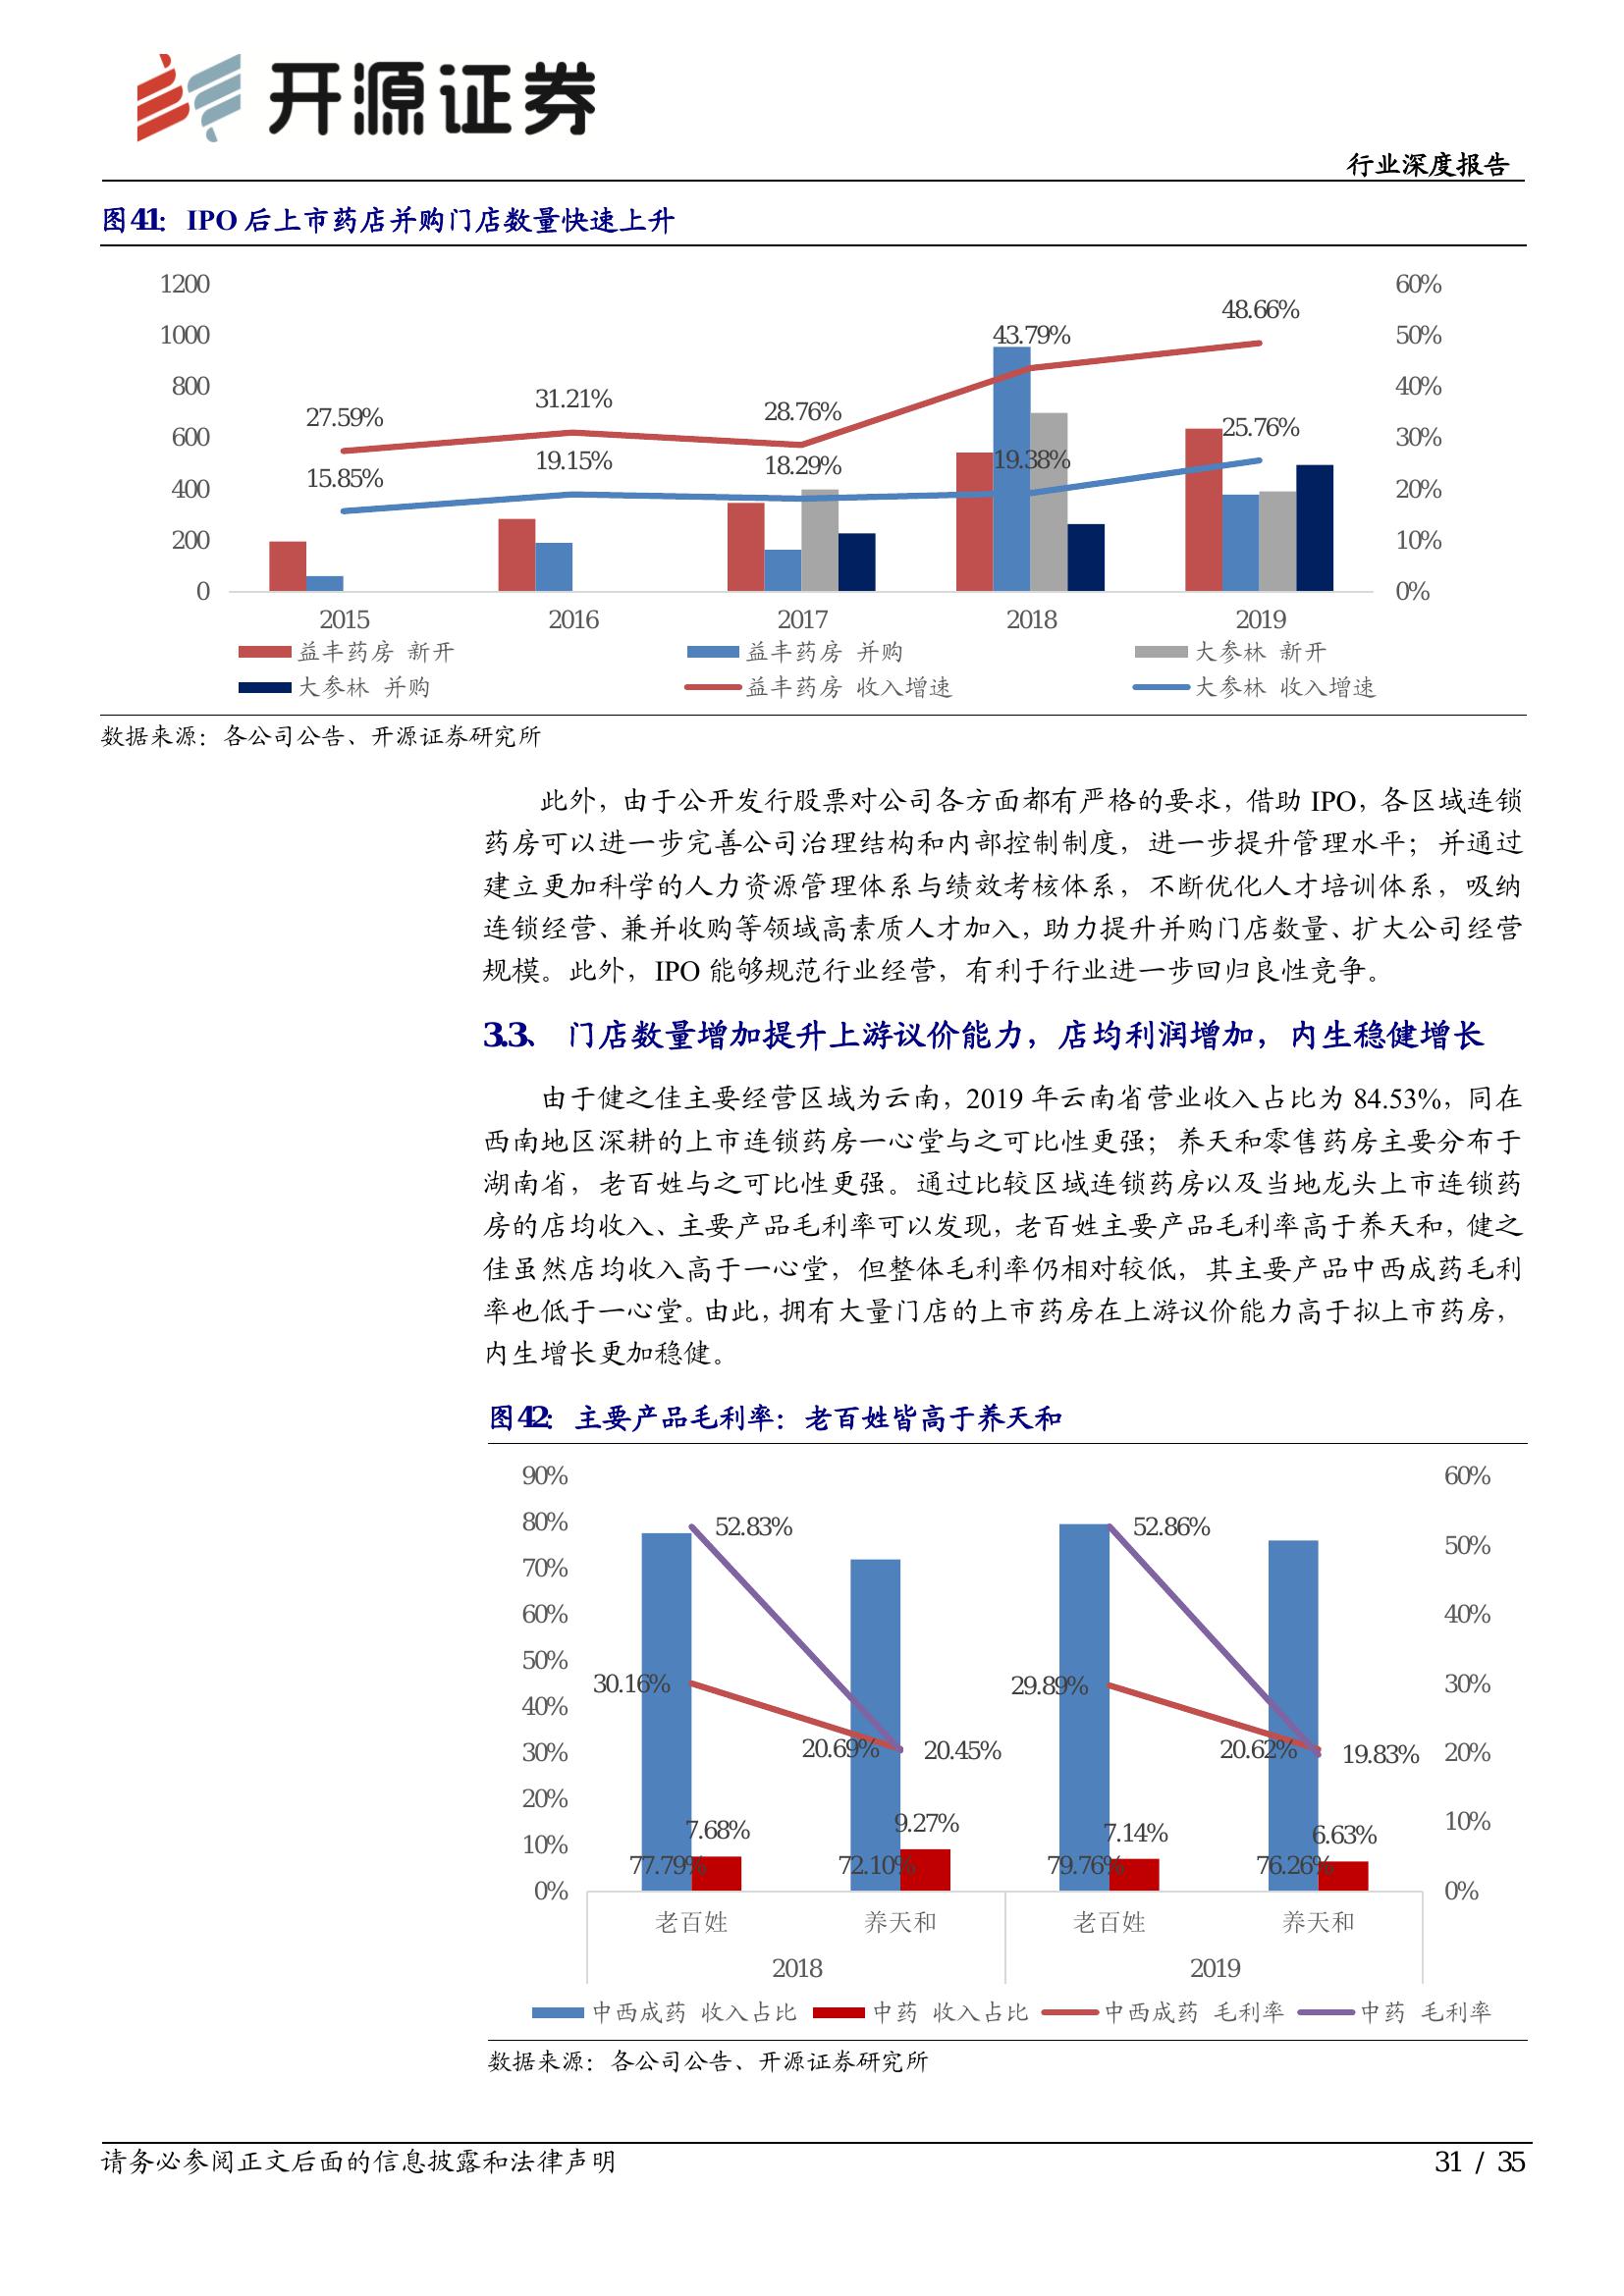 开源证券
行业深度报告
图41：IPO 后上市药店并购门店数量快速上升
1200
1000
800
600
400
200
0
60%
50%
40%
30%
20%
10%
0%
27.59%
31.21%
28.76%
43.79%
48.66%
15.85%
19.15%
18.29%
19.38%
25.76%
2015 2016 2017 2018 2019
益丰药房 新开 益丰药房 并购 大参林 新开
大参林 并购 益丰药房 收入增速 大参林 收入增速
数据来源：各公司公告、开源证券研究所
此外，由于公开发行股票对公司各方面都有严格的要求，借助 IPO，各区域连锁
药房可以进一步完善公司治理结构和内部控制制度，进一步提升管理水平；并通过
建立更加科学的人力资源管理体系与绩效考核体系，不断优化人才培训体系，吸纳
连锁经营、兼并收购等领域高素质人才加入，助力提升并购门店数量、扩大公司经营
规模。此外，IPO 能够规范行业经营，有利于行业进一步回归良性竞争。
3.3、 门店数量增加提升上游议价能力，店均利润增加，内生稳健增长
由于健之佳主要经营区域为云南，2019 年云南省营业收入占比为 84.53%，同在
西南地区深耕的上市连锁药房一心堂与之可比性更强；养天和零售药房主要分布于
湖南省，老百姓与之可比性更强。通过比较区域连锁药房以及当地龙头上市连锁药
房的店均收入、主要产品毛利率可以发现，老百姓主要产品毛利率高于养天和，健之
佳虽然店均收入高于一心堂，但整体毛利率仍相对较低，其主要产品中西成药毛利
率也低于一心堂。由此，拥有大量门店的上市药房在上游议价能力高于拟上市药房，
内生增长更加稳健。
图42：主要产品毛利率：老百姓皆高于养天和
90%
80%
70%
60%
50%
40%
30%
20%
10%
0%
60%
50%
40%
30%
20%
10%
0%
52.83%
52.86%
30.16%
29.89%
20.69%
20.45%
20.62%
19.83%
7.68%
9.27%
7.14%
6.63%
77.79%
72.10%
79.76%
76.26%
老百姓 养天和 老百姓 养天和
2018 2019
中西成药 收入占比 中药 收入占比 中西成药 毛利率 中药 毛利率
数据来源：各公司公告、开源证券研究所
请务必参阅正文后面的信息披露和法律声明
31 / 35